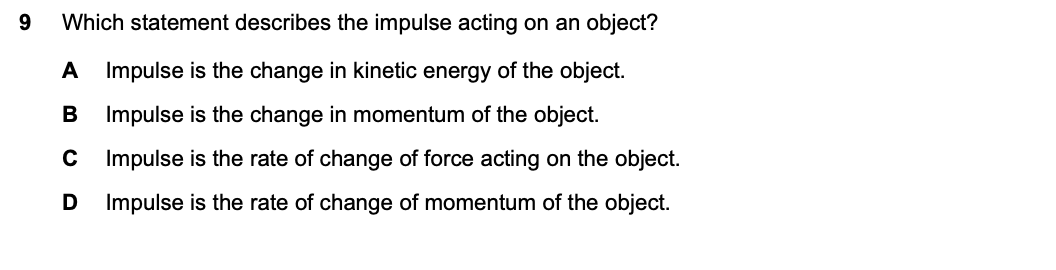 9 Which statement describes the impulse acting on an object?
A Impulse is the change in kinetic energy of the object.
B Impulse is the change in momentum of the object.
C Impulse is the rate of change of force acting on the object.
D Impulse is the rate of change of momentum of the object.